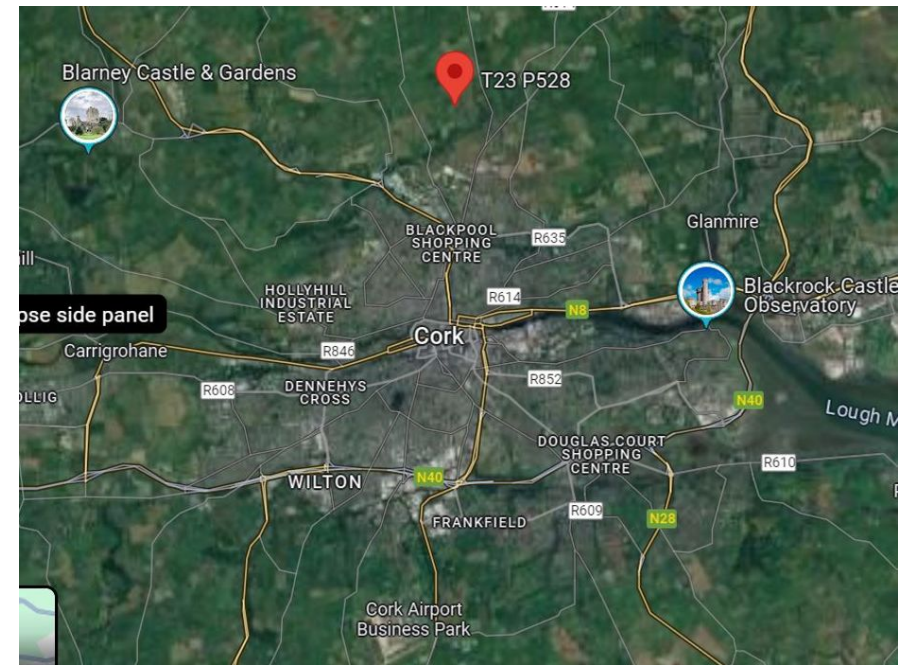 Blarney Castle & Gardens
T23 P528
BLACKPOOL
SHOPPING
CENTRE
R635
Glanmire
ill
HOLLYHILL
INDUSTRIAL
ESTATE
R614
N8
Blackrock Castle
Observatory
ose side panel
Cork
Carrigrohane
R846
R608
DENNEHYS
CROSS
R852
OLLIG
N40
Lough M
DOUGLAS COURT
SHOPPING
CENTRE
R610
WILTON
N40
R609
FRANKFIELD
N28
Cork Airport
Business Park